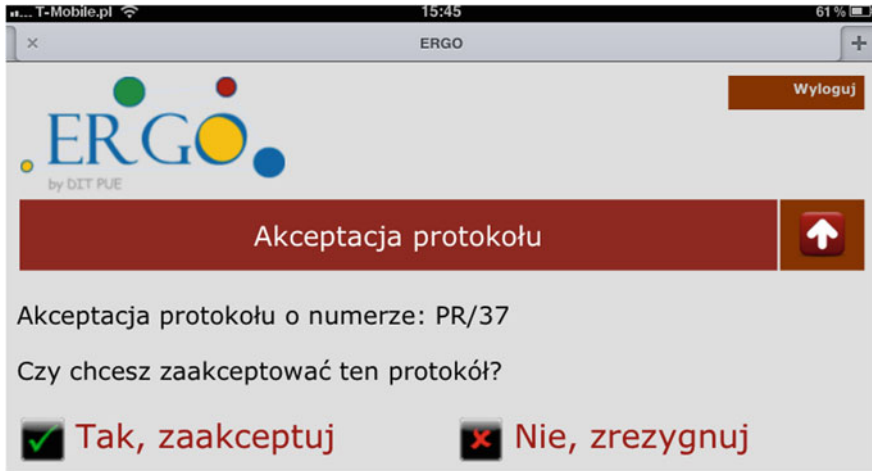 T-Mobile.pl 15:45 61 %
ERGO
Wyloguj
ERGO
by DIT PUE
Akceptacja protokołu
Akceptacja protokołu o numerze: PR/37
Czy chcesz zaakceptować ten protokół?
Tak, zaakceptuj Nie, zrezygnuj